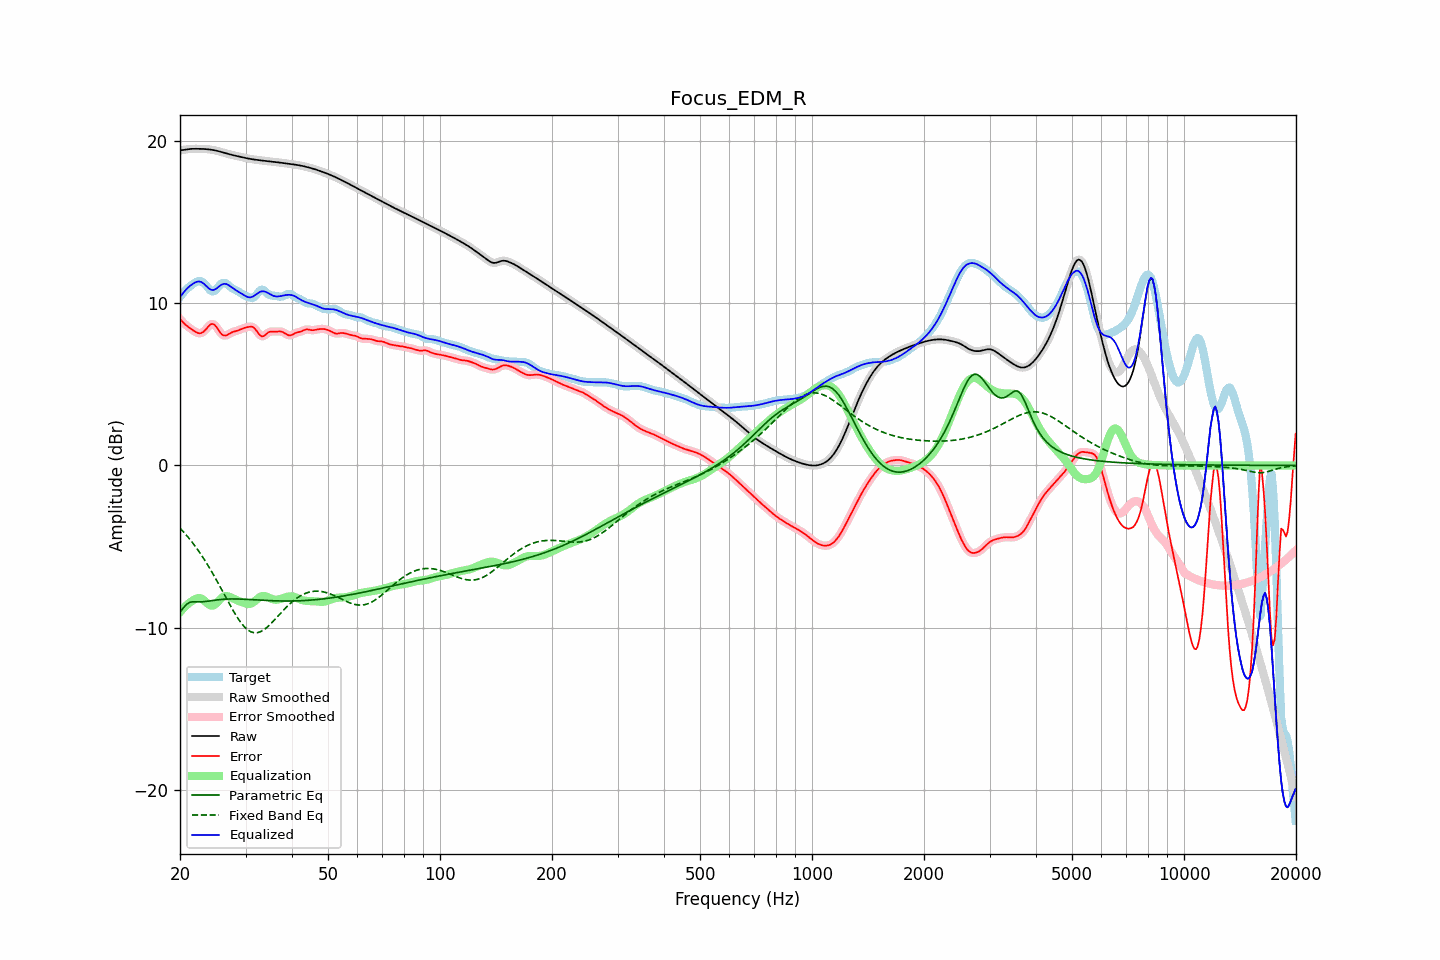 Focus_EDM_R
Amplitude (dBr)
20
10
0
−10
−20
Target
Raw Smoothed
Error Smoothed
Raw
Error
Equalization
Parametric Eq
Fixed Band Eq
Equalized
20 50 100 200 500 1000 2000 5000 10000 20000
Frequency (Hz)